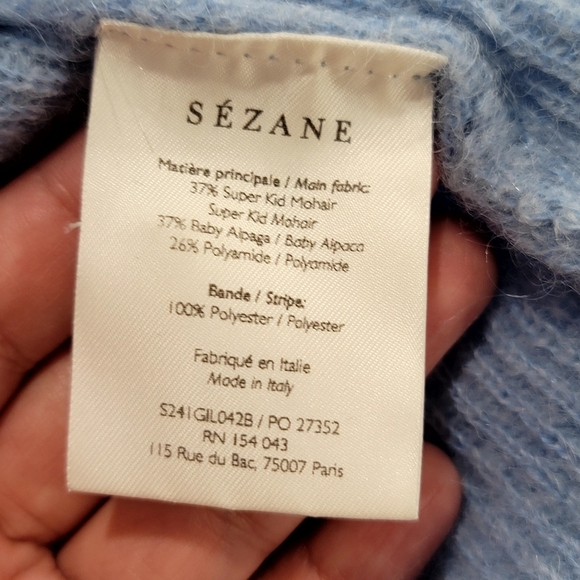 SÉZANE
Matière principale / Main fabric:
37% Super Kid Mohair
Super Kid Mohair
37% Baby Alpaga / Baby Alpaca
26% Polyamide / Polyamide
Bande / Stripe:
100% Polyester / Polyester
Fabriqué en Italie
Made in Italy
S241GIL042B / PO 27352
RN 154 043
115 Rue du Bac, 75007 Paris